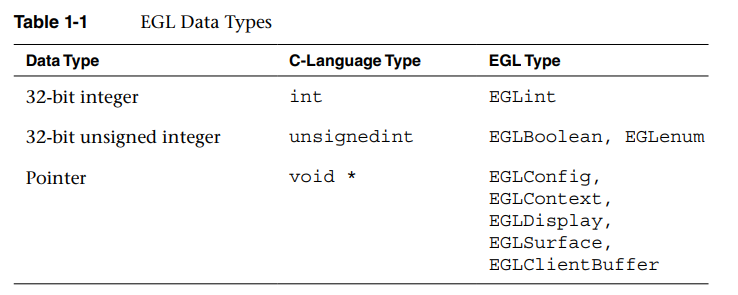 Table 1-1 EGL Data Types
Data Type C-Language Type EGL Type
32-bit integer int EGLint
32-bit unsigned integer unsignedint EGLBoolean, EGLenum
Pointer void * EGLConfig,
EGLContext,
EGLDisplay,
EGLSurface,
EGLClientBuffer